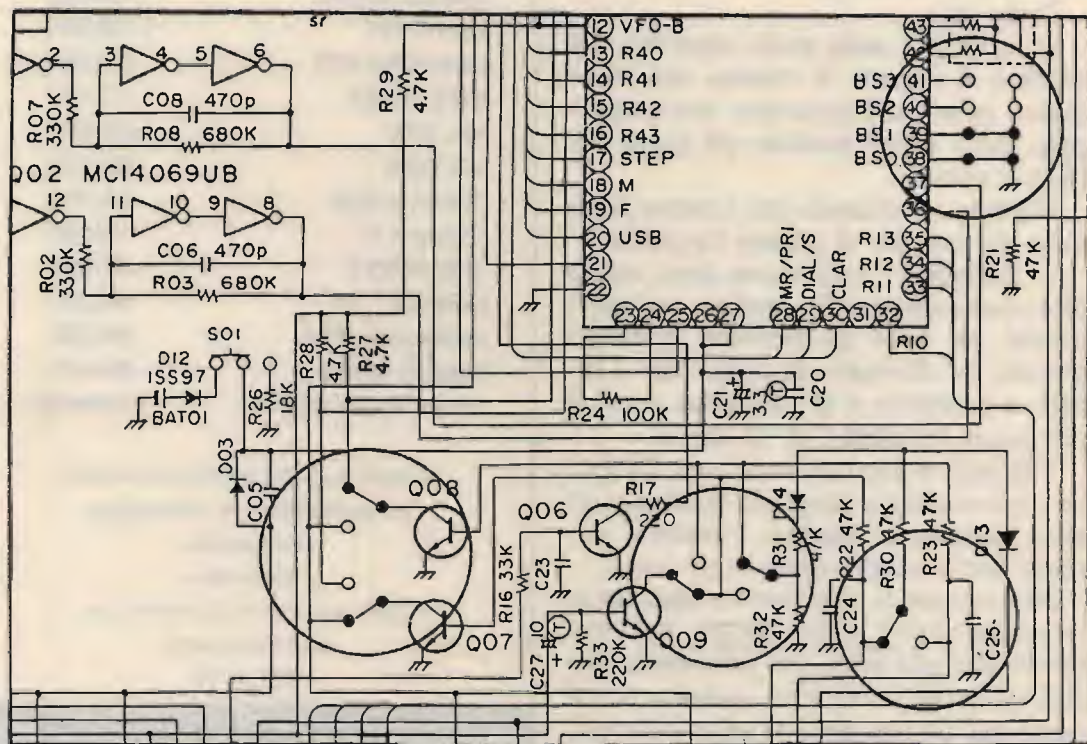 12 VFO-B
13 R40
14 R41
15 R42
16 R43
17 STEP
18 M
19 F
20 USB
21
22
43
42
BS3 41
BS2 40
BS1 39
BS0 38
37
36
R13 35
R12 34
R11 33
23 24 25 26 27 28 29 30 31 32
MR/PRI
DIAL/S
CLAR
R10
R21
47K
R29
4.7K
2
3 4 5 6
C08 470p
R08 680K
R07
330K
Q02 MC14069UB
12
11 10 9 8
C06 470p
R03 680K
R02
330K
S01
D12
1SS97
BAT01
R26
18K
R28
4.7K
R27
4.7K
R24 100K
C21 +
3.3 T
C20
D03
C05
Q08
Q07
Q06
R17
220
R16 33K
C23
C27
10 T
+
R33
220K
Q09
D14
R31
47K
R32
47K
R22 47K
R30 47K
R23 47K
D13
C24
C25